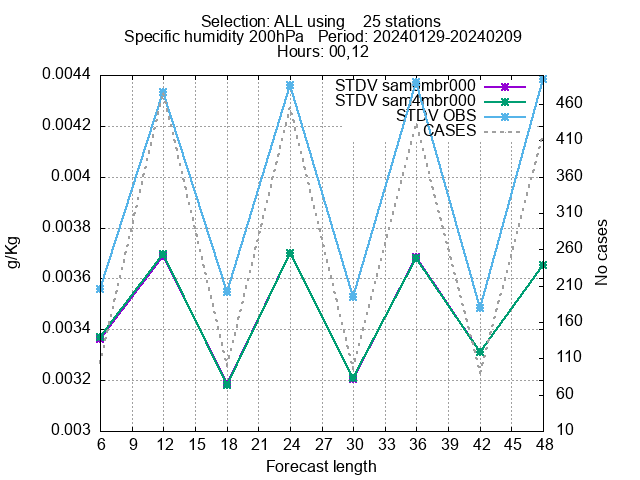 Selection: ALL using    25 stations
Specific humidity 200hPa   Period: 20240129-20240209
Hours: 00,12
STDV
STDV sam4mbr000
STDV OBS
CASES
0.0044
0.0042
0.004
0.0038
0.0036
0.0034
0.0032
0.003
g/Kg
460
410
360
310
260
210
160
110
60
10
No cases
6 9 12 15 18 21 24 27 30 33 36 39 42 45 48
Forecast length